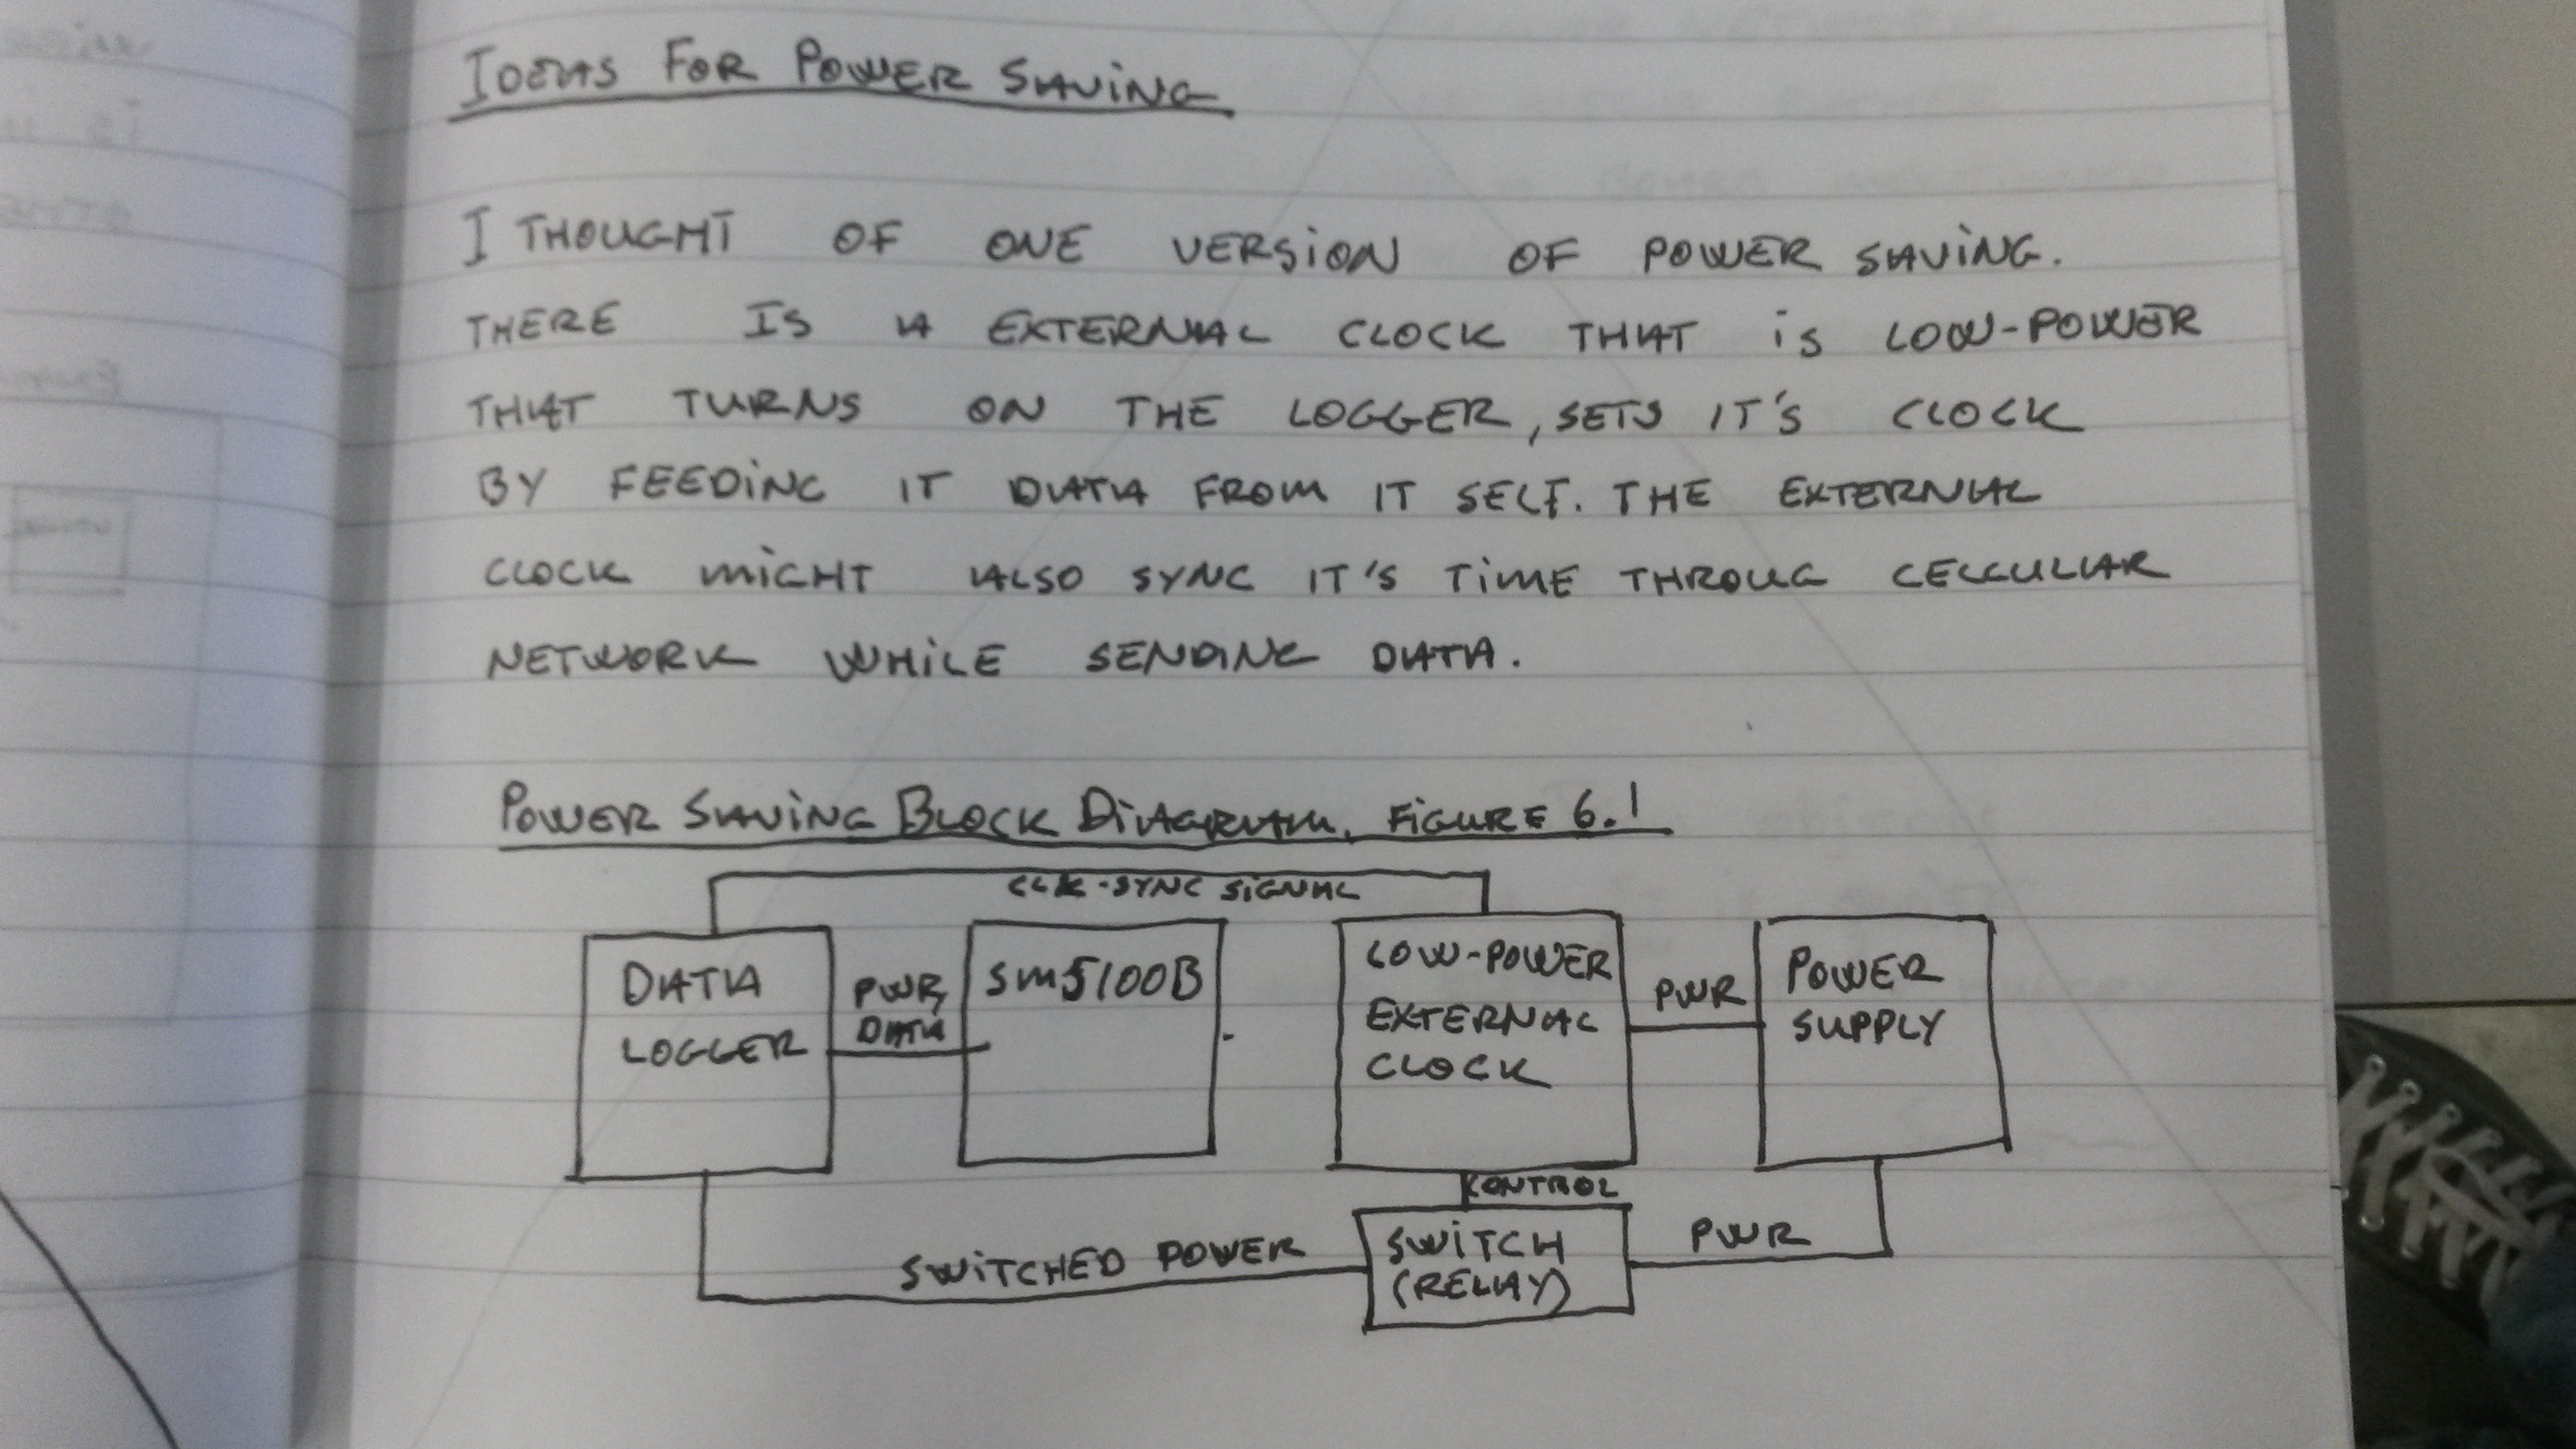 IDEAS FOR POWER SAViNG
I THOUGHT OF ONE VERSiON OF POWER SAViNG.
THERE IS A EXTERNAL CLOCK THAT iS LOW-POWER
THAT TURNS ON THE LOGGER, SETS IT'S CLOCK
BY FEEDiNG IT DATA FROM IT SELF. THE EXTERNAL
CLOCK MiGHT ALSO SYNC IT'S TiME THROUG CELLULAR
NETWORK WHiLE SENDING DATA.
POWER SAViNG BLOCK DiAGRAM. FiGURE 6.1
CLK-SYNC SiGNAL
DATA
LOGGER
PWR,
DATA
SM5100B
LOW-POWER
EXTERNAL
CLOCK
PWR
POWER
SUPPLY
KONTROL
SWiTCHED POWER
SWiTCH
(RELAY)
PWR